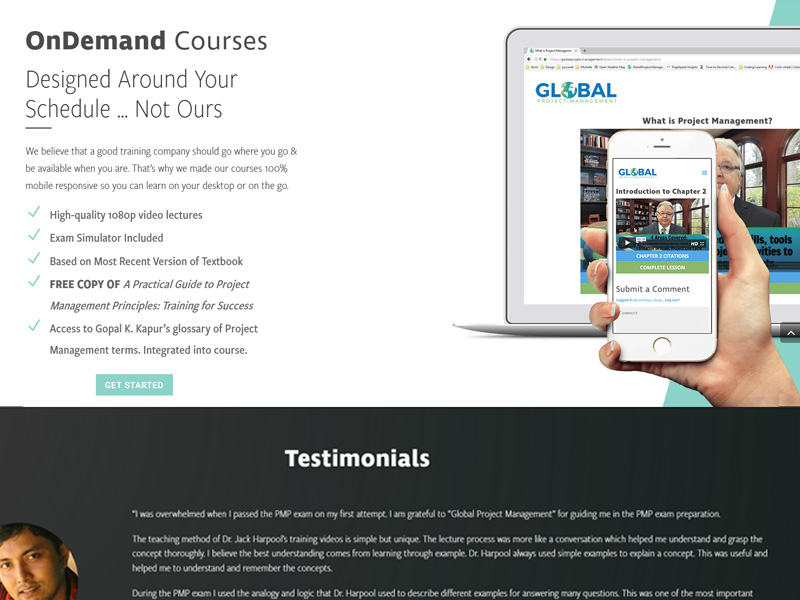 OnDemand Courses
Designed Around Your
Schedule ... Not Ours
We believe that a good training company should go where you go &
be available when you are. That's why we made our courses 100%
mobile responsive so you can learn on your desktop or on the go.
High-quality 1080p video lectures
Exam Simulator Included
Based on Most Recent Version of Textbook
FREE COPY OF A Practical Guide to Project
Management Principles: Training for Success
Access to Gopal K. Kapur's glossary of Project
Management terms. Integrated into course.
GET STARTED
What is Project Management
GLOBAL
PROJECT-MANAGEMENT
What is Project Management?
GLOBAL
Introduction to Chapter 2
HD
CHAPTER 2 CITATIONS
COMPLETE LESSON
Submit a Comment
Comment
Testimonials
"I was overwhelmed when I passed the PMP exam on my first attempt. I am grateful to "Global Project Management" for guiding me in the PMP exam preparation.
The teaching method of Dr. Jack Harpool's training videos is simple but unique. The lecture process was more like a conversation which helped me understand and grasp the
concept thoroughly. I believe the best understanding comes from learning through example. Dr. Harpool always used simple examples to explain a concept. This was useful and
helped me to understand and remember the concepts.
During the PMP exam I used the analogy and logic that Dr. Harpool used to describe different examples for answering many questions. This was one of the most important